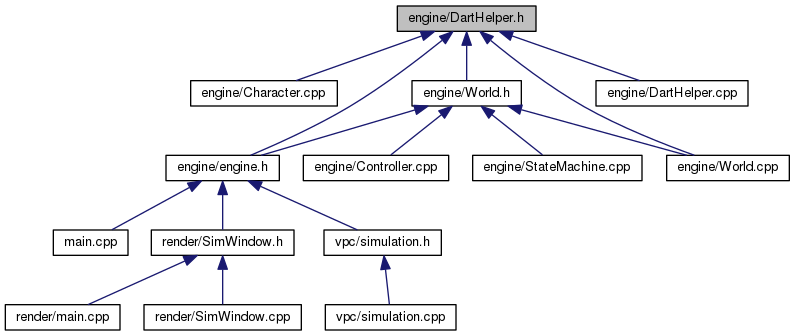 engine/DartHelper.h
engine/Character.cpp
engine/World.h
engine/DartHelper.cpp
engine/engine.h
engine/Controller.cpp
engine/StateMachine.cpp
engine/World.cpp
main.cpp
render/SimWindow.h
vpc/simulation.h
render/main.cpp
render/SimWindow.cpp
vpc/simulation.cpp